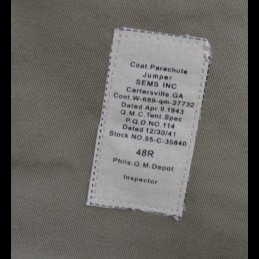 Coat.Parachute
Jumper
SEMS INC
Cartersville.GA
Cont.W-669-qm-27732
Dated Apr.9.1943
Q.M.C.Tent.Spec
P.Q.D.NO.114
Dated 12/30/41
Stock NO.55-C-35840
48R
Phila.Q.M.Depot
Inspector